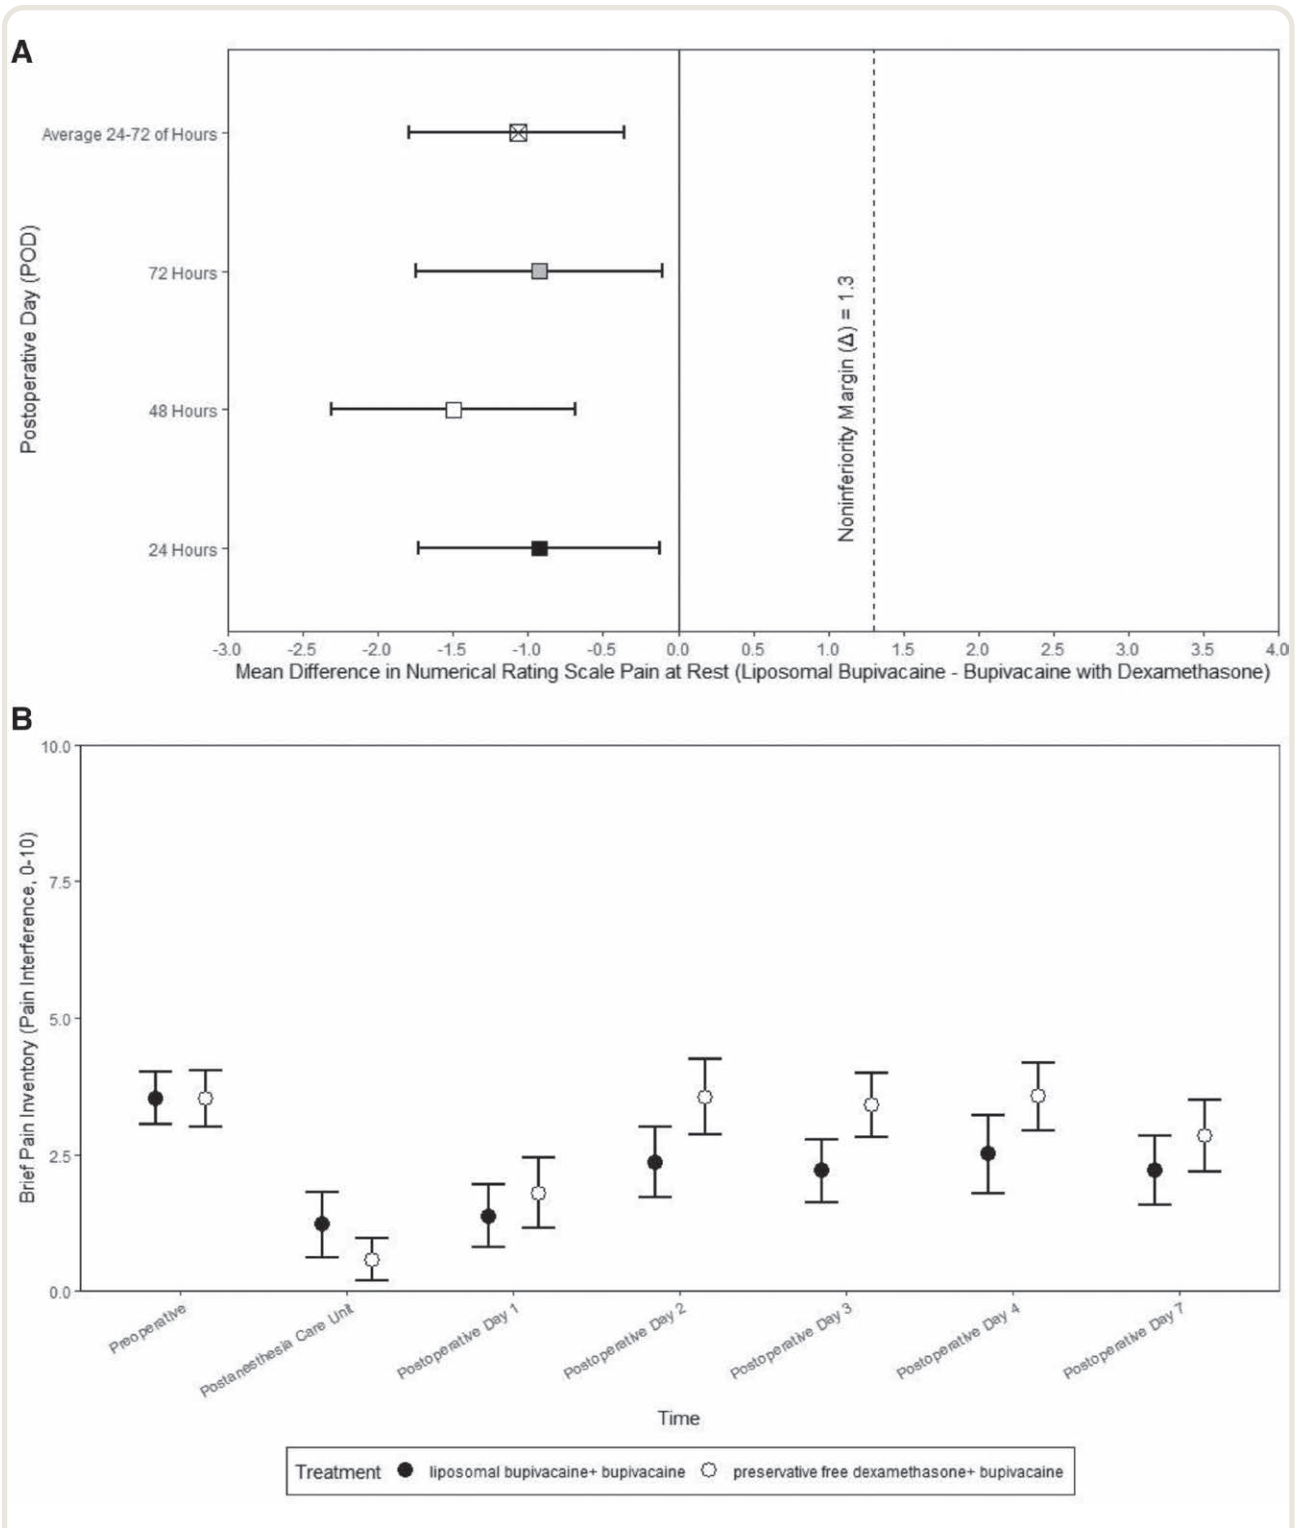 A
Postoperative Day (POD)
Average 24-72 of Hours
72 Hours
48 Hours
24 Hours
Noninferiority Margin (Δ) = 1.3
-3.0 -2.5 -2.0 -1.5 -1.0 -0.5 0.0 0.5 1.0 1.5 2.0 2.5 3.0 3.5 4.0
Mean Difference in Numerical Rating Scale Pain at Rest (Liposomal Bupivacaine - Bupivacaine with Dexamethasone)
B
Brief Pain Inventory (Pain Interference, 0-10)
10.0
7.5
5.0
2.5
0.0
Preoperative
Postanesthesia Care Unit
Postoperative Day 1
Postoperative Day 2
Postoperative Day 3
Postoperative Day 4
Postoperative Day 7
Time
Treatment liposomal bupivacaine+ bupivacaine preservative free dexamethasone+ bupivacaine